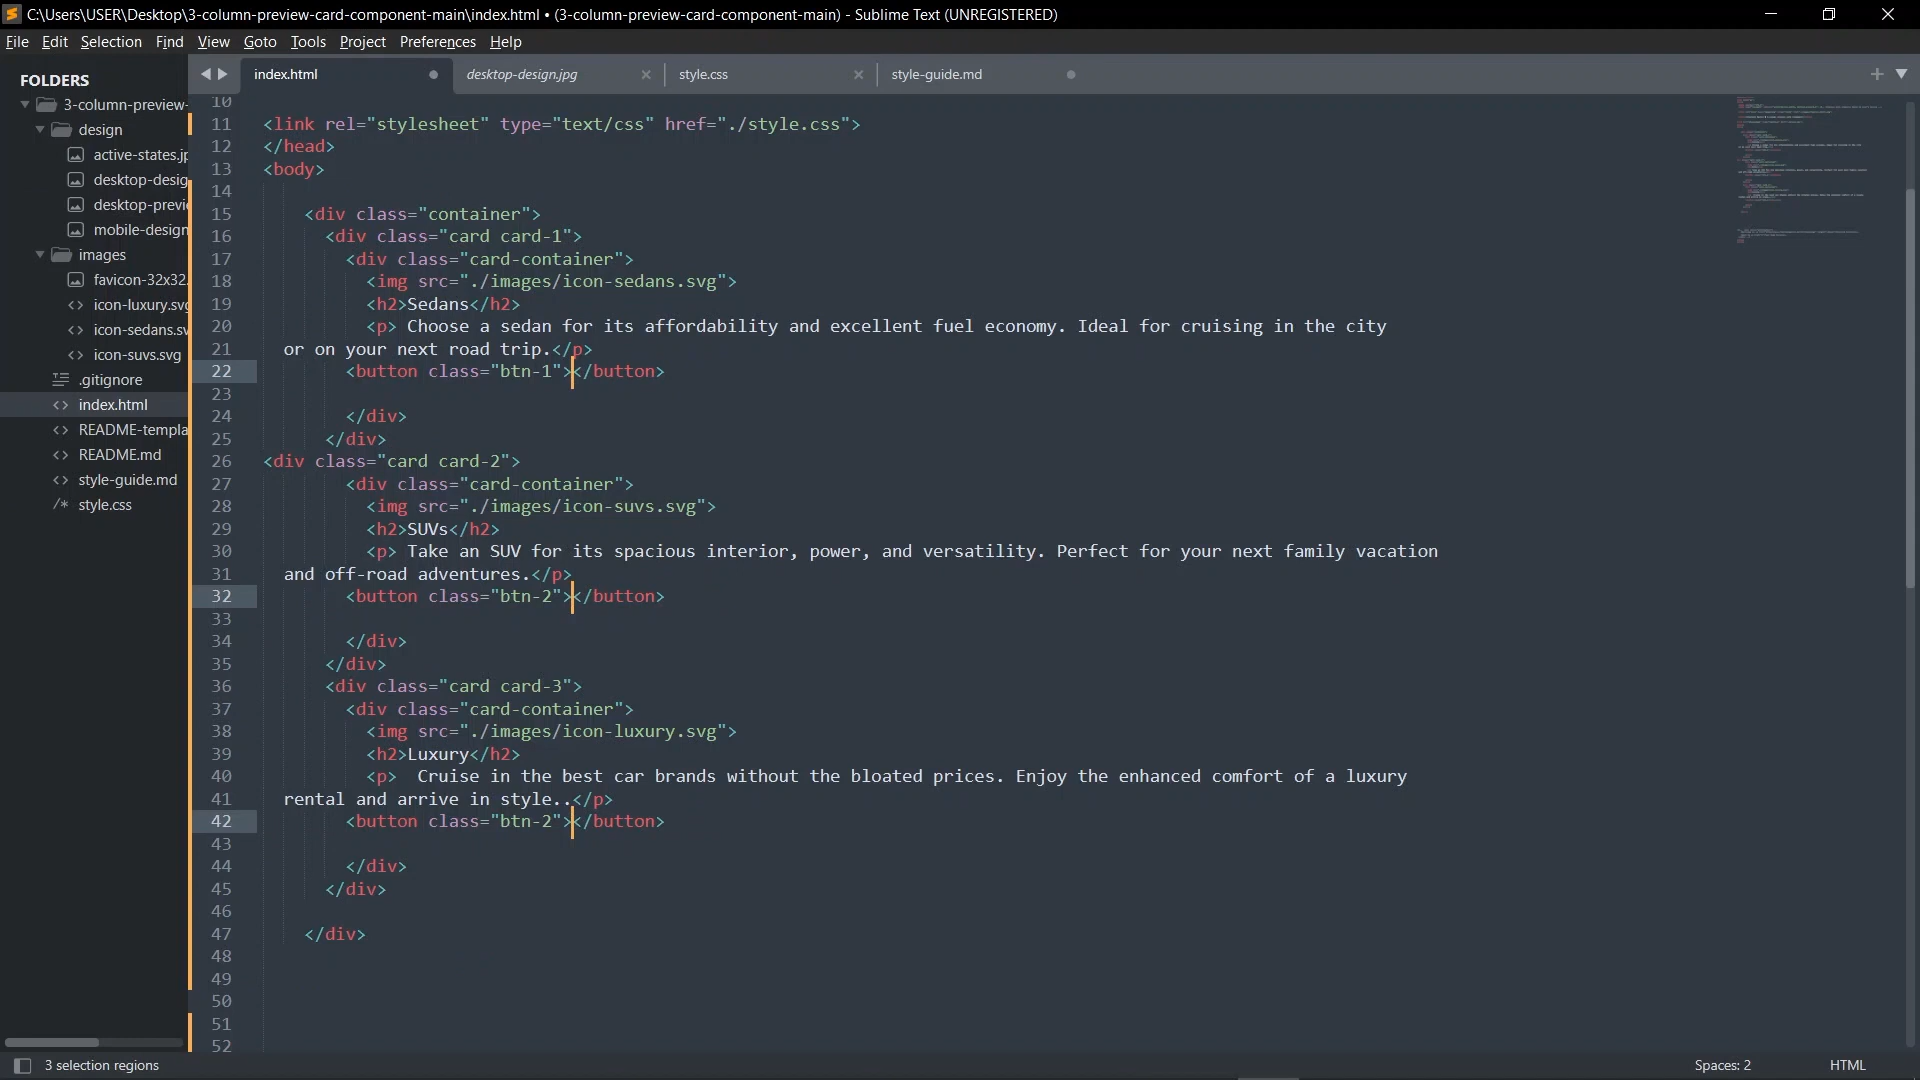 C:\Users\USER\Desktop\3-column-preview-card-component-main\index.html • (3-column-preview-card-component-main) - Sublime Text (UNREGISTERED)
File Edit Selection Find View Goto Tools Project Preferences Help
FOLDERS
3-column-preview-
design
active-states.jp
desktop-desig
desktop-previe
mobile-design
images
favicon-32x32.
icon-luxury.svg
icon-sedans.sv
icon-suvs.svg
.gitignore
index.html
README-templa
README.md
style-guide.md
style.css
index.html desktop-design.jpg style.css style-guide.md
10
11 <link rel="stylesheet" type="text/css" href="./style.css">
12 </head>
13 <body>
14
15 <div class="container">
16 <div class="card card-1">
17 <div class="card-container">
18 <img src="./images/icon-sedans.svg">
19 <h2>Sedans</h2>
20 <p> Choose a sedan for its affordability and excellent fuel economy. Ideal for cruising in the city
21 or on your next road trip.</p>
22 <button class="btn-1"></button>
23
24 </div>
25 </div>
26 <div class="card card-2">
27 <div class="card-container">
28 <img src="./images/icon-suvs.svg">
29 <h2>SUVs</h2>
30 <p> Take an SUV for its spacious interior, power, and versatility. Perfect for your next family vacation
31 and off-road adventures.</p>
32 <button class="btn-2"></button>
33
34 </div>
35 </div>
36 <div class="card card-3">
37 <div class="card-container">
38 <img src="./images/icon-luxury.svg">
39 <h2>Luxury</h2>
40 <p>  Cruise in the best car brands without the bloated prices. Enjoy the enhanced comfort of a luxury
41 rental and arrive in style..</p>
42 <button class="btn-2"></button>
43
44 </div>
45 </div>
46
47 </div>
48
49
50
51
52
3 selection regions Spaces: 2 HTML